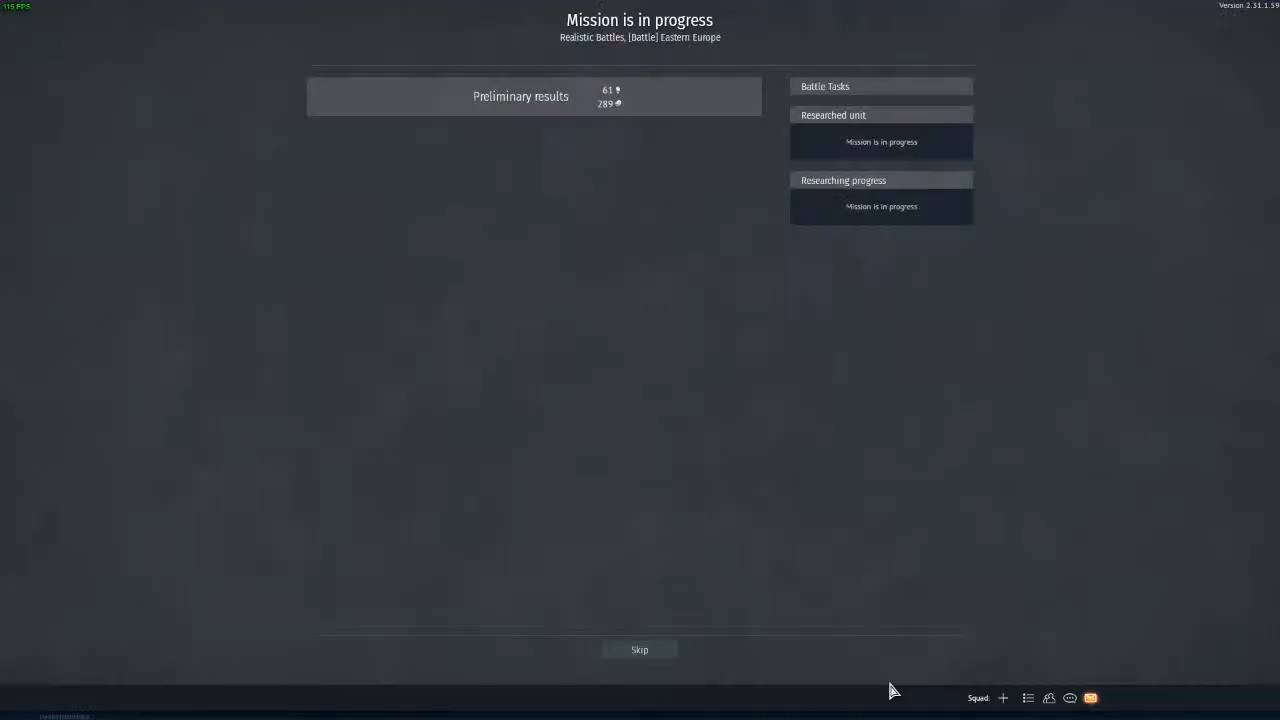 115 FPS
Version 2.31.1.59
Mission is in progress
Realistic Battles, [Battle] Eastern Europe
Preliminary results
61
289
Battle Tasks
Researched unit
Mission is in progress
Researching progress
Mission is in progress
Skip
Squad: